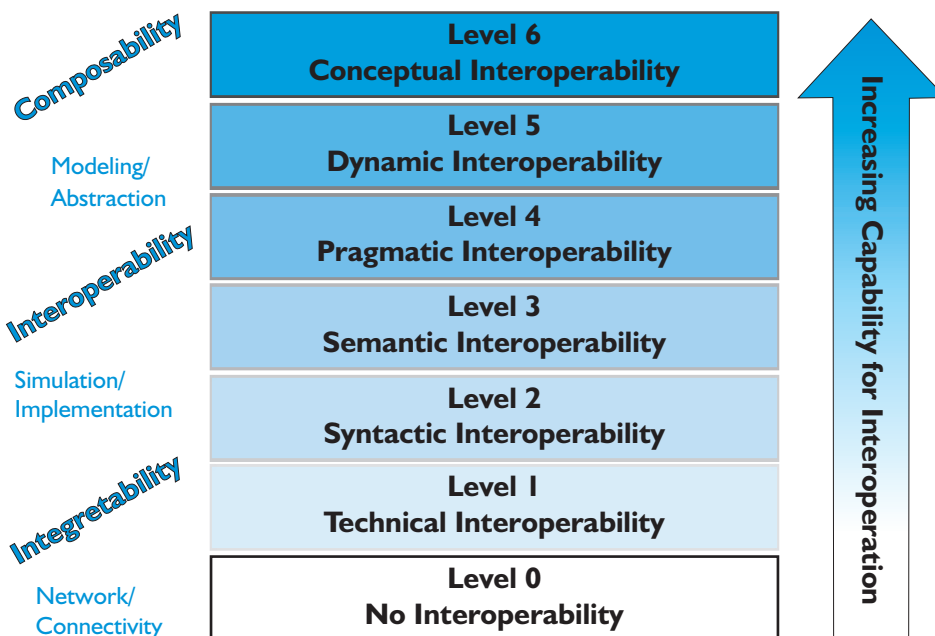 Composability
Level 6
Conceptual Interoperability
Modeling/
Abstraction
Level 5
Dynamic Interoperability
Interoperability
Level 4
Pragmatic Interoperability
Level 3
Semantic Interoperability
Simulation/
Implementation
Level 2
Syntactic Interoperability
Integretability
Level 1
Technical Interoperability
Network/
Connectivity
Level 0
No Interoperability
Increasing Capability for Interoperation